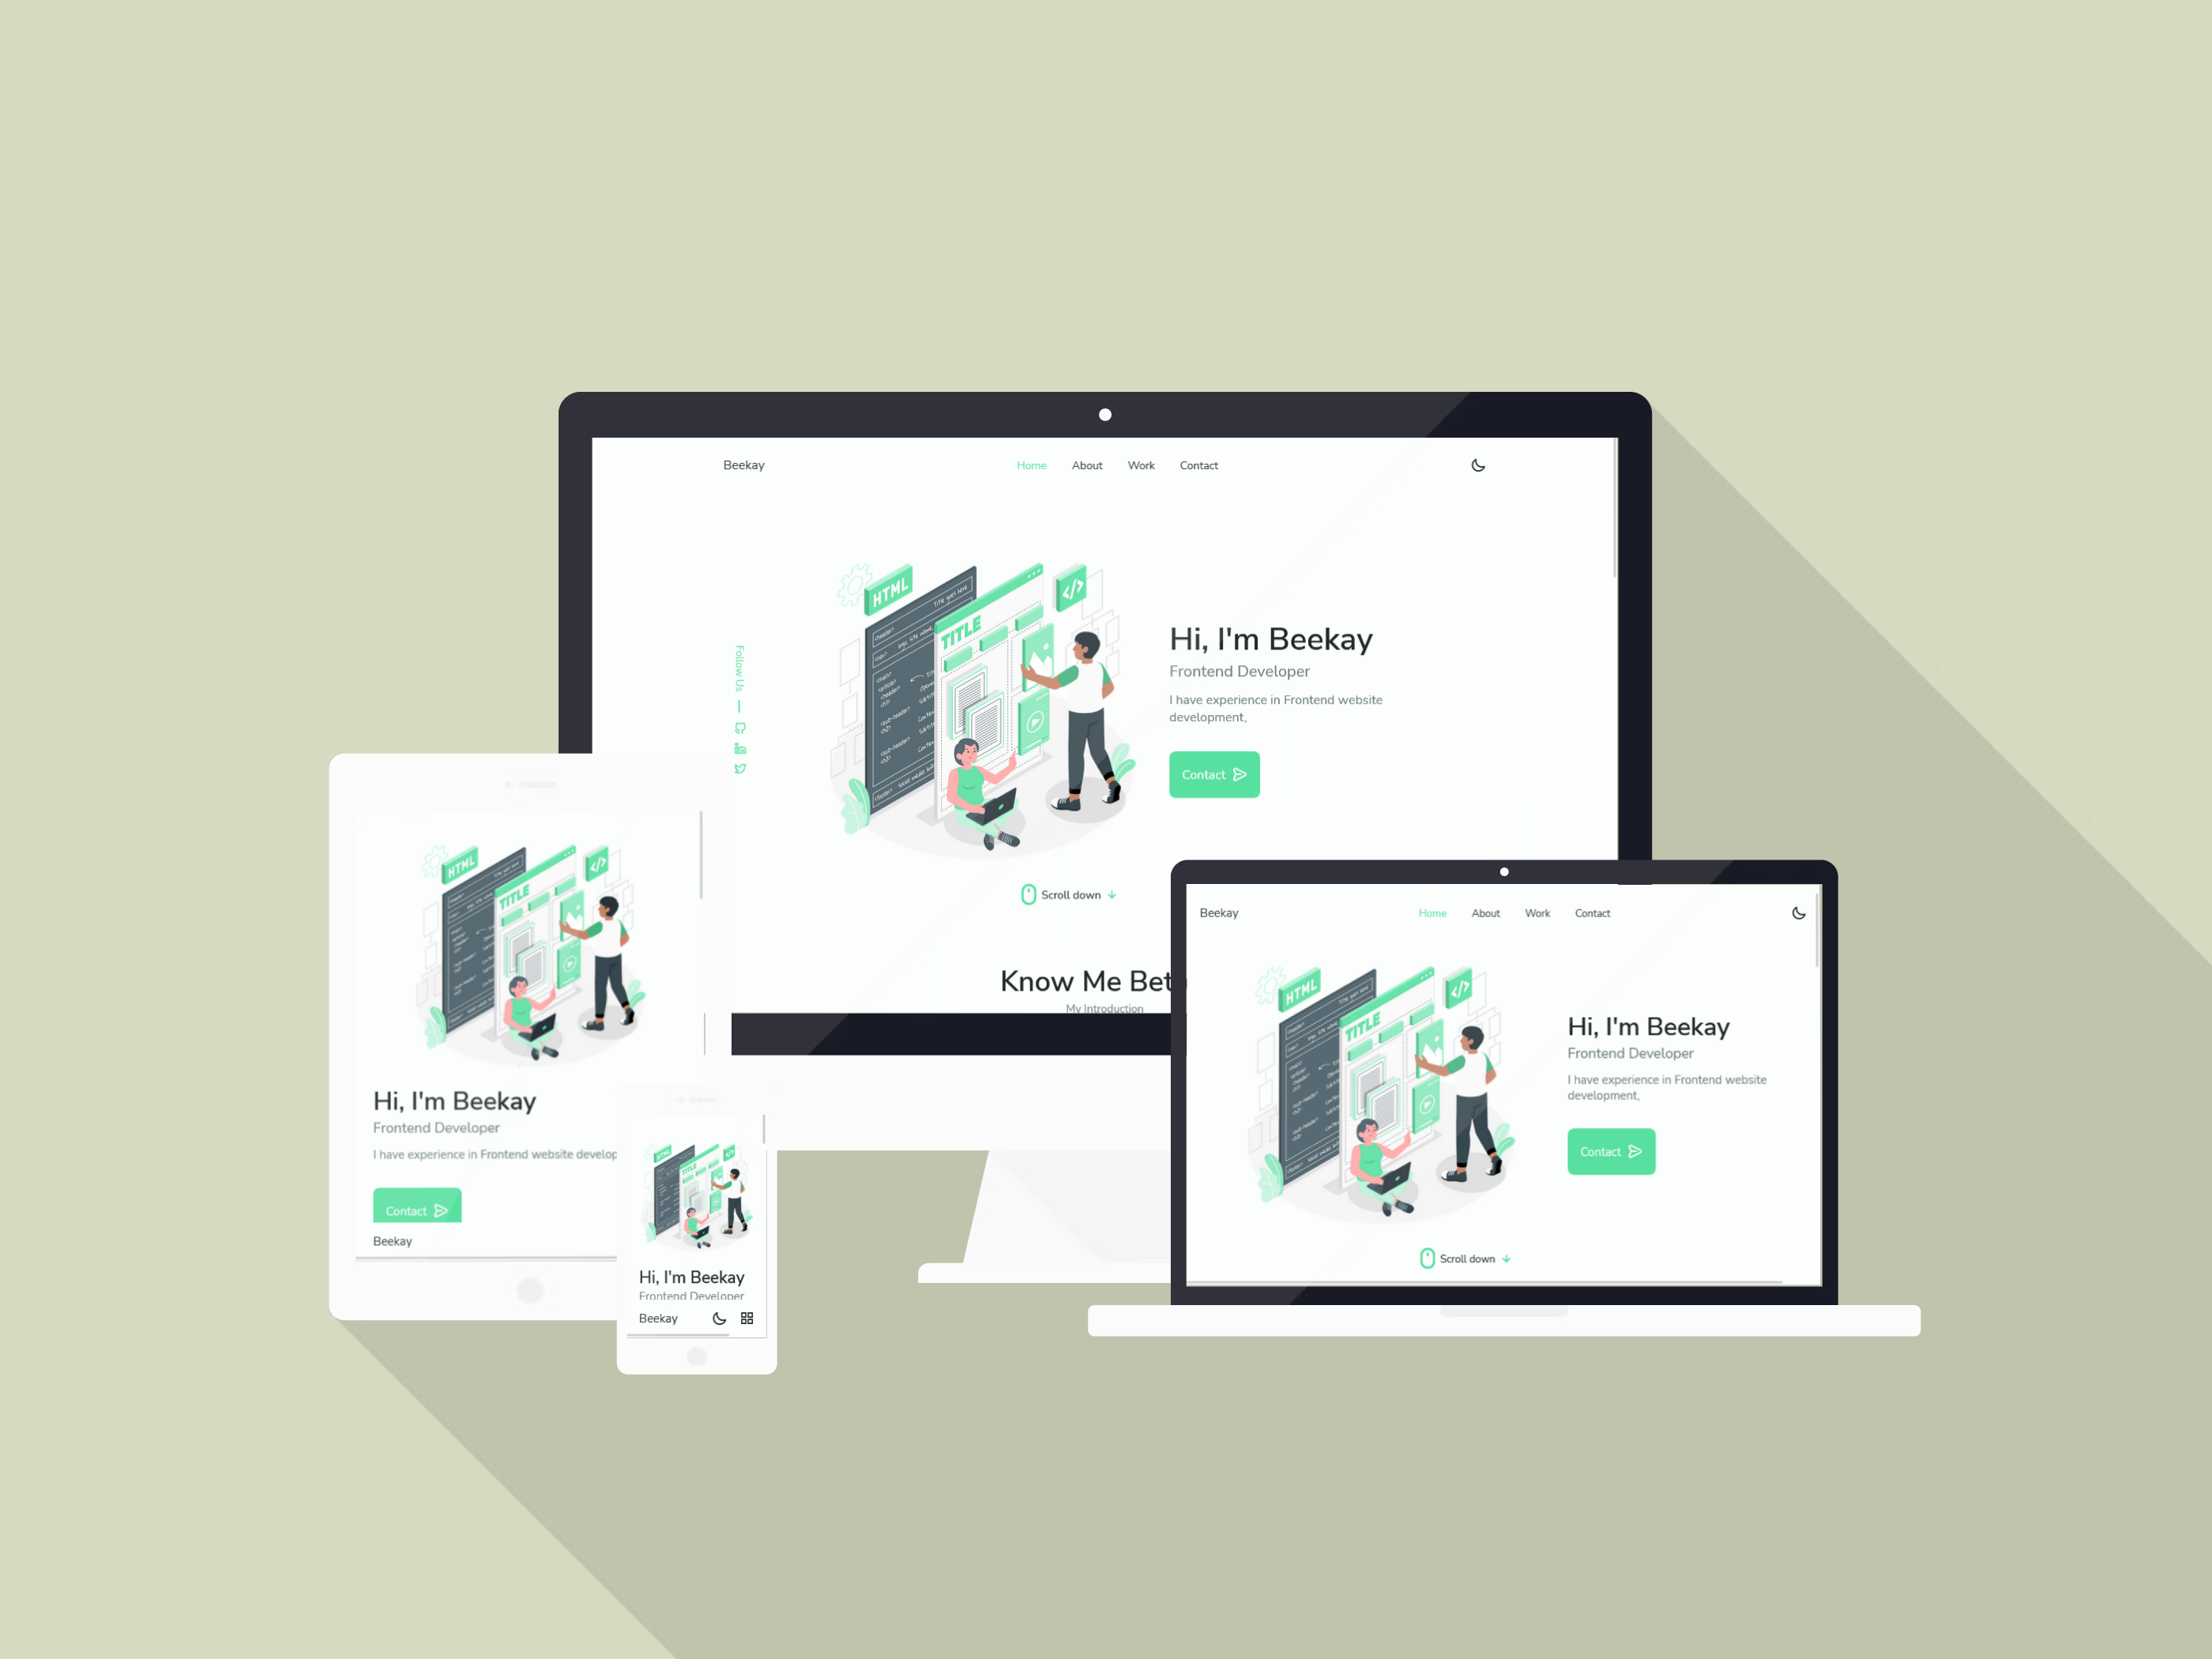 Beekay
Home About Work Contact
HTML
TITLE
</>
Follow Us
Hi, I'm Beekay
Frontend Developer
I have experience in Frontend website
development,
Contact
Scroll down
Know Me Bet
My Introduction
HTML
TITLE
</>
Hi, I'm Beekay
Frontend Developer
I have experience in Frontend website develop
Contact
Beekay
HTML
TITLE
</>
Hi, I'm Beekay
Frontend Developer
Beekay
Beekay
Home About Work Contact
HTML
TITLE
</>
Hi, I'm Beekay
Frontend Developer
I have experience in Frontend website
development,
Contact
Scroll down